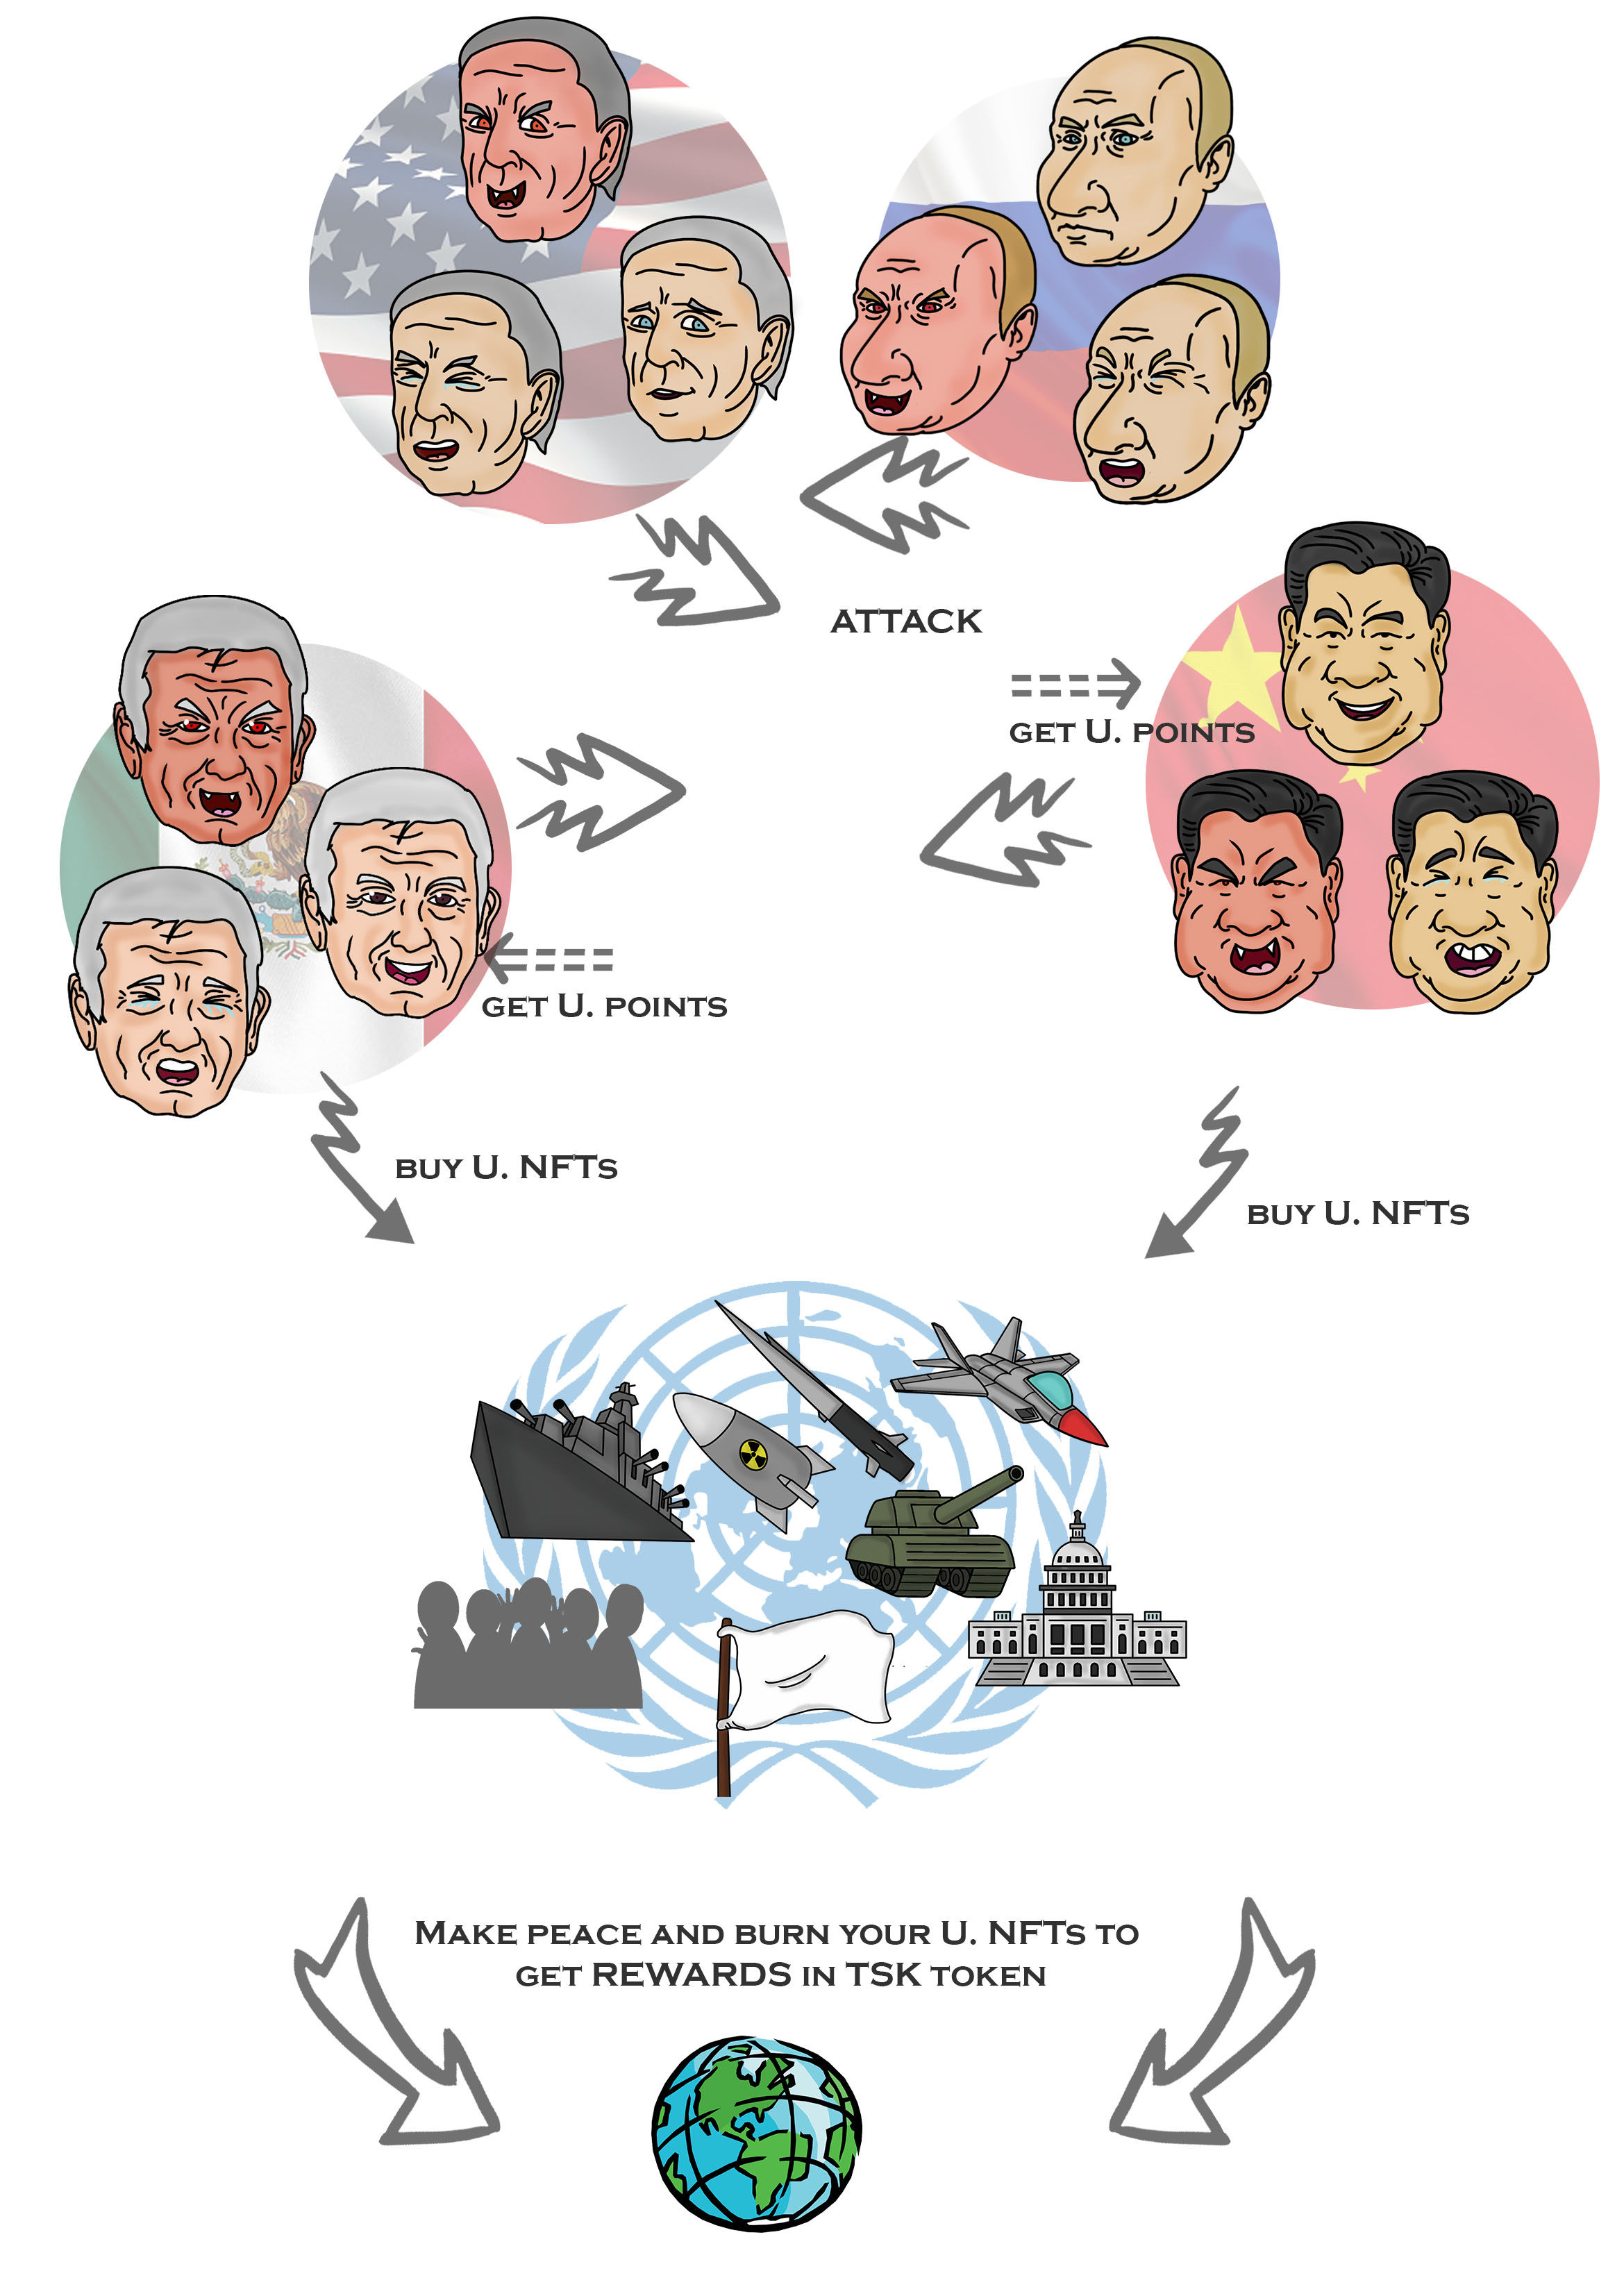 ATTACK
GET U. POINTS
GET U. POINTS
BUY U. NFTs
BUY U. NFTs
MAKE PEACE AND BURN YOUR U. NFTs TO
GET REWARDS IN TSK TOKEN